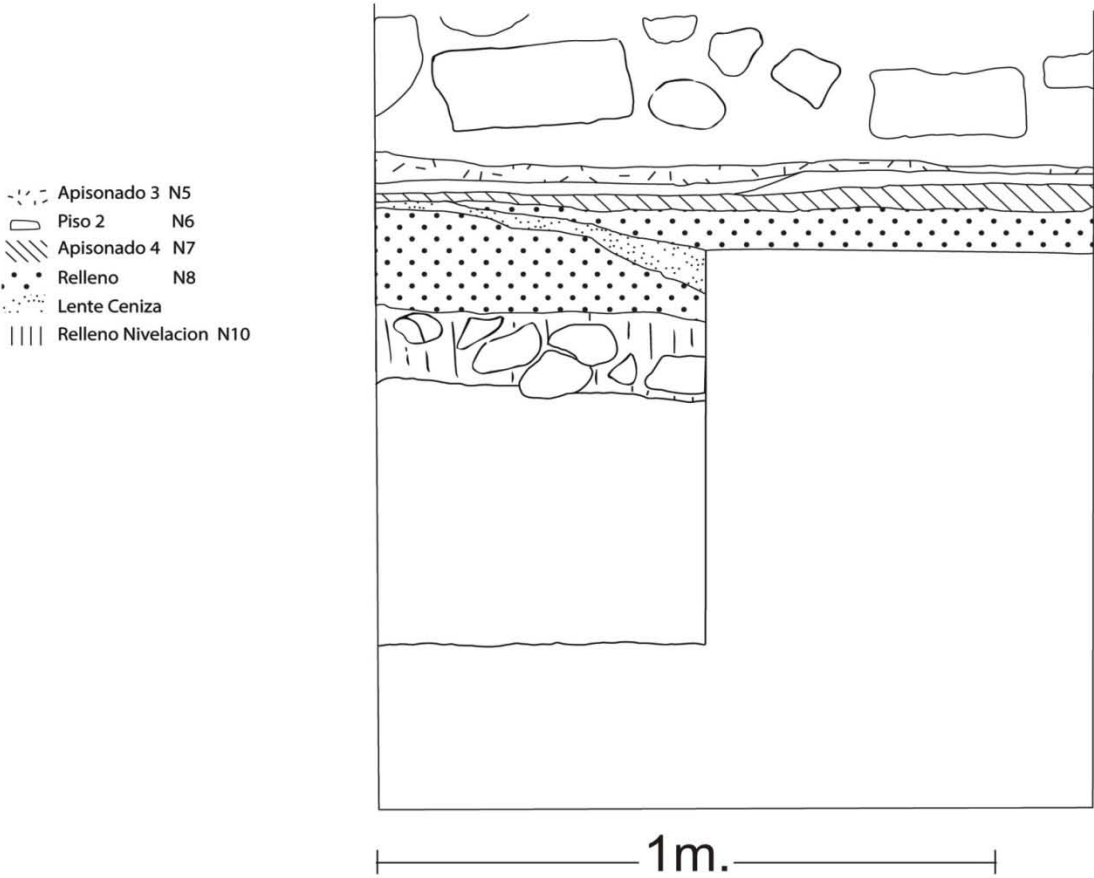 Apisonado 3 N5
Piso 2 N6
Apisonado 4 N7
Relleno N8
Lente Ceniza
Relleno Nivelacion N10
1m.